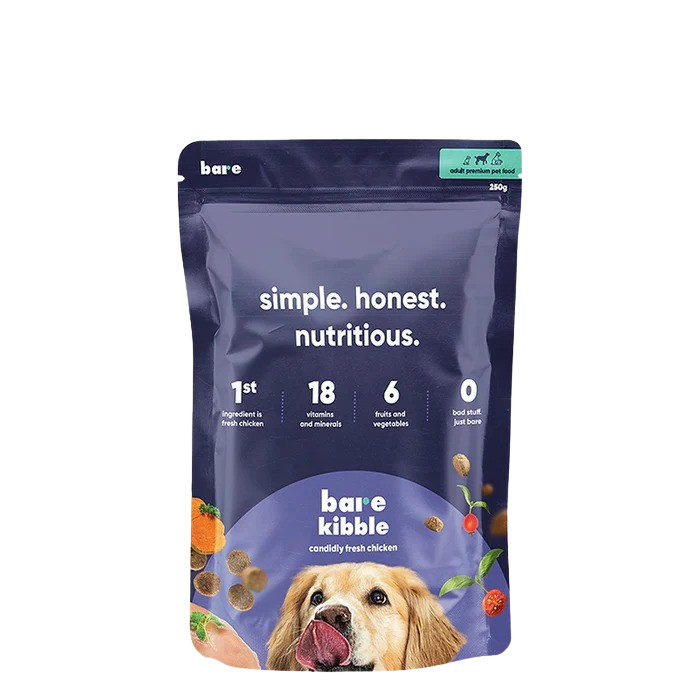 bare
adult premium pet food
250g
simple. honest.
nutritious.
1st
ingredient is
fresh chicken
18
vitamins
and minerals
6
fruits and
vegetables
0
bad stuff.
just bare
bare
kibble
candidly fresh chicken